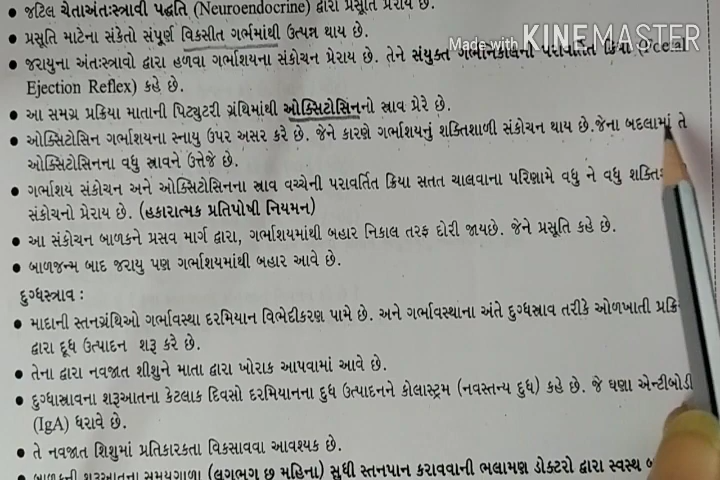 • જટિલ ચેતાઅંતઃસ્ત્રાવી પદ્ધતિ (Neuroendocrine) દ્વારા પ્રસૂતિ પ્રેરાય છે.
• પ્રસૂતિ માટેના સંકેતો સંપૂર્ણ વિકસીત ગર્ભમાંથી ઉત્પન્ન થાય છે.
• જરાયુના અંતઃસ્ત્રાવો દ્વારા હળવા ગર્ભાશયના સંકોચન પ્રેરાય છે. તેને સંયુક્ત
Ejection Reflex) કહે છે.
Made with KINEMASTER
• આ સમગ્ર પ્રક્રિયા માતાની પિટ્યુટરી ગ્રંથિમાંથી ઓક્સિટોસિનનો સ્રાવ પ્રેરે છે.
• ઓક્સિટોસિન ગર્ભાશયના સ્નાયુ ઉપર અસર કરે છે. જેને કારણે ગર્ભાશયનું શક્તિશાળી સંકોચન થાય છે.જેના બદલામાં તે
ઓક્સિટોસિનના વધુ સ્રાવને ઉત્તેજે છે.
• ગર્ભાશય સંકોચન અને ઓક્સિટોસિનના સ્રાવ વચ્ચેની પરાવર્તિત ક્રિયા સતત ચાલવાના પરિણામે વધુ ને વધુ
સંકોચનો પ્રેરાય છે. (હકારાત્મક પ્રતિપોષી નિયમન)
• આ સંકોચન બાળકને પ્રસવ માર્ગ દ્વારા, ગર્ભાશયમાંથી બહાર નિકાલ તરફ દોરી જાયછે. જેને પ્રસૂતિ કહે છે.
• બાળજન્મ બાદ જરાયુ પણ ગર્ભાશયમાંથી બહાર આવે છે.
દુગ્ધસ્ત્રાવ :
• માદાની સ્તનગ્રંથિઓ ગર્ભાવસ્થા દરમિયાન વિભેદીકરણ પામે છે. અને ગર્ભાવસ્થાના અંતે દુગ્ધસ્રાવ તરીકે ઓળખાતી
દ્વારા દૂધ ઉત્પાદન શરૂ કરે છે.
• તેના દ્વારા નવજાત શીશુને માતા દ્વારા ખોરાક આપવામાં આવે છે.
• દુગ્ધાસ્રાવના શરૂઆતના કેટલાક દિવસો દરમિયાનના દુધ ઉત્પાદનને કોલાસ્ટ્રમ (નવસ્તન્ય દુધ) કહે છે. જે ઘણા એન્ટીબોડી
(IgA) ધરાવે છે.
• તે નવજાત શિશુમાં પ્રતિકારકતા વિકસાવવા આવશ્યક છે.
• બાળકની શરૂઆતના સમયગાળા (લગભગ છ મહિના) સુધી સ્તનપાન કરાવવાની ભલામણ ડોક્ટરો દ્વારા સ્વસ્થ